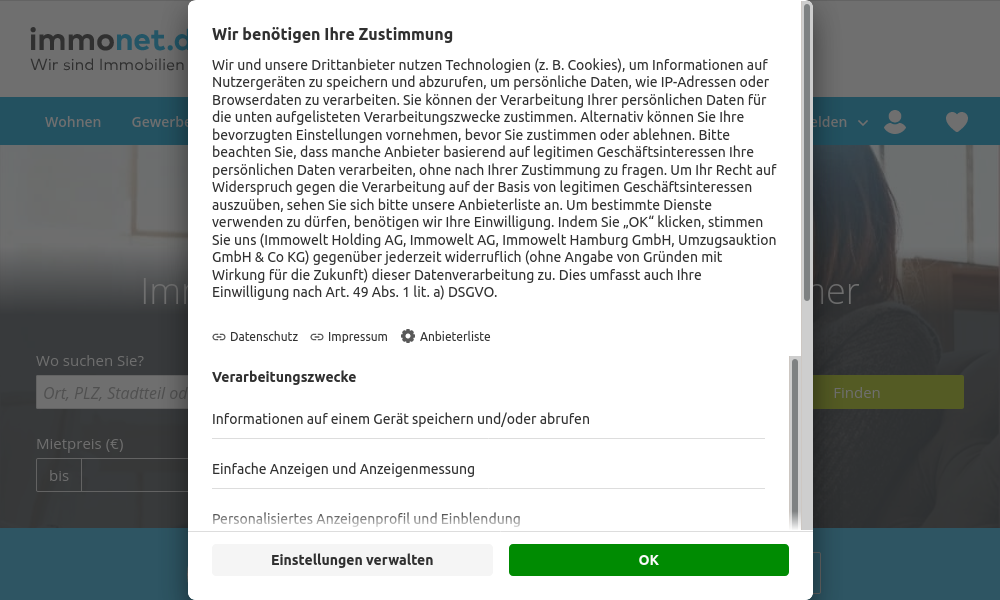 immonet.d
Wir sind Immobilien
Wohnen
Gewerbe
elden
Wir benötigen Ihre Zustimmung
Wir und unsere Drittanbieter nutzen Technologien (z. B. Cookies), um Informationen auf
Nutzergeräten zu speichern und abzurufen, um persönliche Daten, wie IP-Adressen oder
Browserdaten zu verarbeiten. Sie können der Verarbeitung Ihrer persönlichen Daten für
die unten aufgelisteten Verarbeitungszwecke zustimmen. Alternativ können Sie Ihre
bevorzugten Einstellungen vornehmen, bevor Sie zustimmen oder ablehnen. Bitte
beachten Sie, dass manche Anbieter basierend auf legitimen Geschäftsinteressen Ihre
persönlichen Daten verarbeiten, ohne nach Ihrer Zustimmung zu fragen. Um Ihr Recht auf
Widerspruch gegen die Verarbeitung auf der Basis von legitimen Geschäftsinteressen
auszuüben, sehen Sie sich bitte unsere Anbieterliste an. Um bestimmte Dienste
verwenden zu dürfen, benötigen wir Ihre Einwilligung. Indem Sie „OK“ klicken, stimmen
Sie uns (Immowelt Holding AG, Immowelt AG, Immowelt Hamburg GmbH, Umzugsauktion
GmbH & Co KG) gegenüber jederzeit widerruflich (ohne Angabe von Gründen mit
Wirkung für die Zukunft) dieser Datenverarbeitung zu. Dies umfasst auch Ihre
Einwilligung nach Art. 49 Abs. 1 lit. a) DSGVO.
Datenschutz
Impressum
Anbieterliste
Verarbeitungszwecke
Informationen auf einem Gerät speichern und/oder abrufen
Einfache Anzeigen und Anzeigenmessung
Personalisiertes Anzeigenprofil und Einblendung
Einstellungen verwalten
OK
Imm
ner
Wo suchen Sie?
Ort, PLZ, Stadtteil od
Finden
Mietpreis (€)
bis